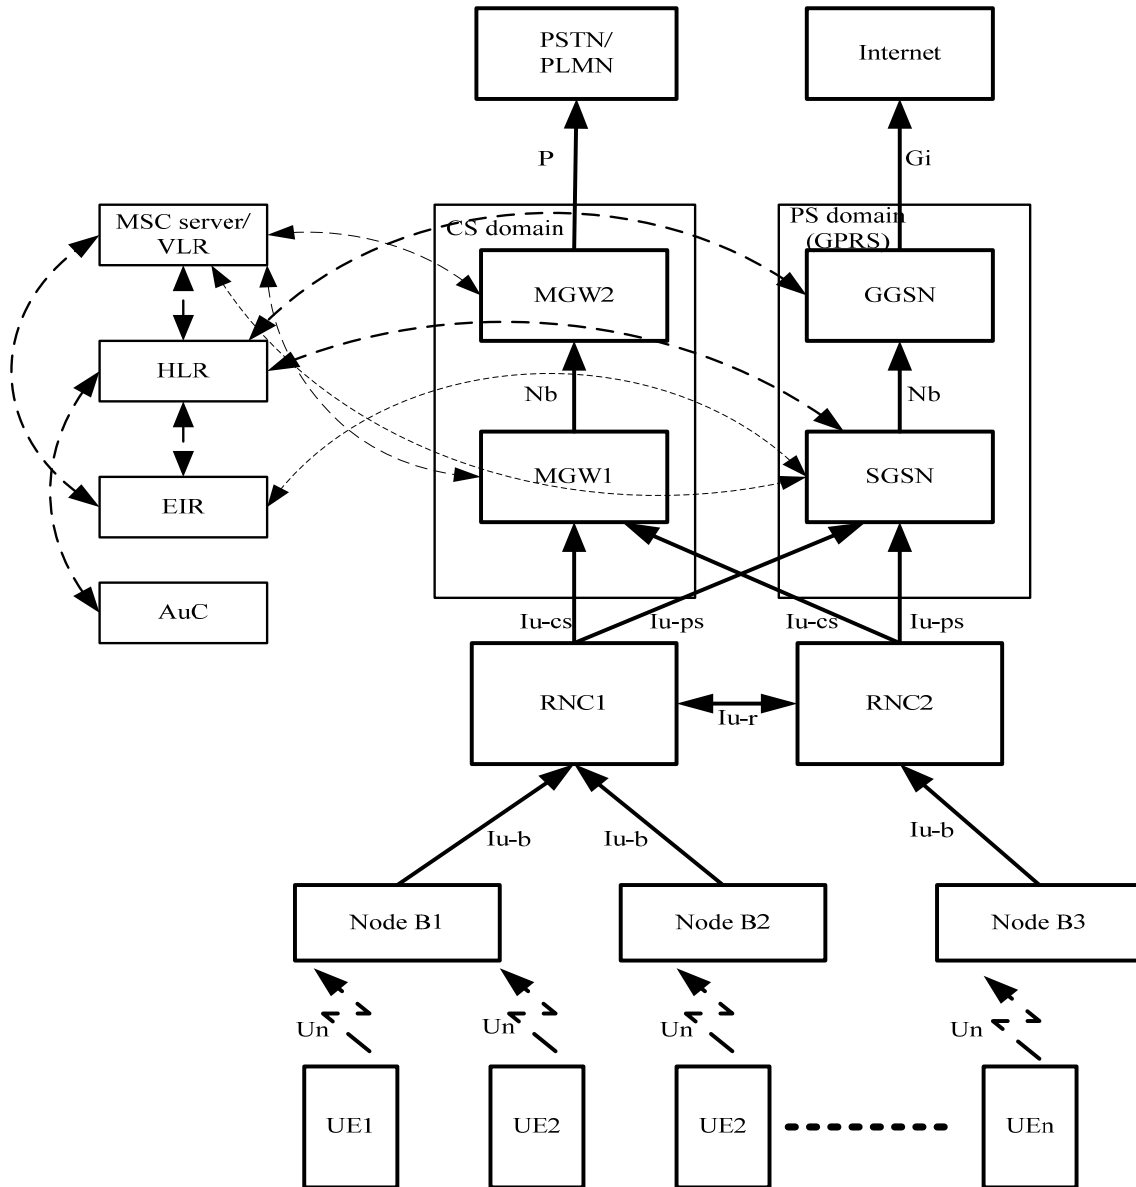 PSTN/
PLMN
Internet
P
Gi
MSC server/
VLR
CS domain
PS domain
(GPRS)
MGW2
GGSN
HLR
Nb
Nb
MGW1
SGSN
EIR
AuC
Iu-cs
Iu-ps
Iu-cs
Iu-ps
RNC1
RNC2
Iu-r
Iu-b
Iu-b
Iu-b
Node B1
Node B2
Node B3
Un
Un
Un
Un
UE1
UE2
UE2
UEn